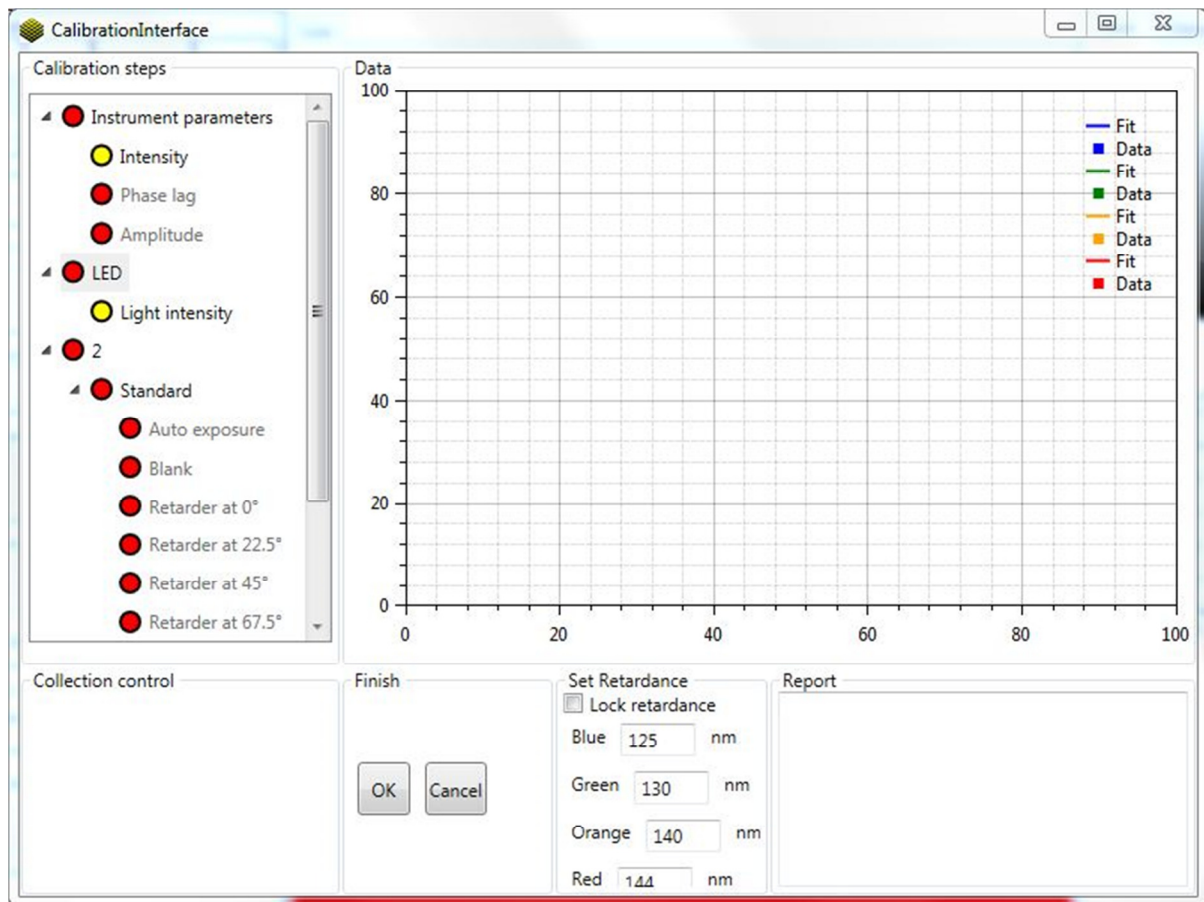 CalibrationInterface
Calibration steps
Instrument parameters
Intensity
Phase lag
Amplitude
LED
Light intensity
2
Standard
Auto exposure
Blank
Retarder at 0°
Retarder at 22.5°
Retarder at 45°
Retarder at 67.5°
Data
100
80
60
40
20
0
0 20 40 60 80 100
Fit
Data
Fit
Data
Fit
Data
Fit
Data
Collection control
Finish
OK Cancel
Set Retardance
Lock retardance
Blue 125 nm
Green 130 nm
Orange 140 nm
Red 144 nm
Report